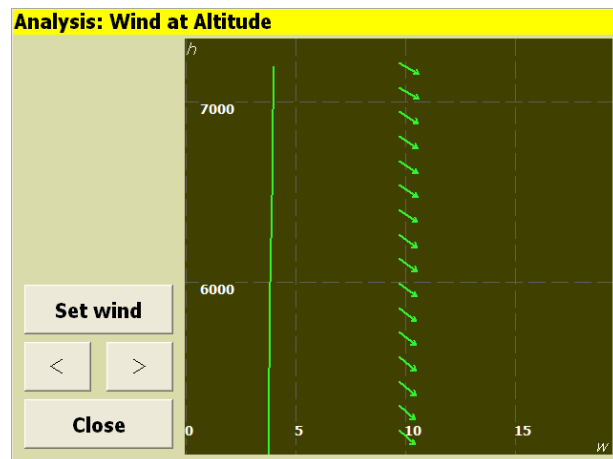 Analysis: Wind at Altitude
h
7000
6000
Set wind
< >
Close
0 5 10 15
w